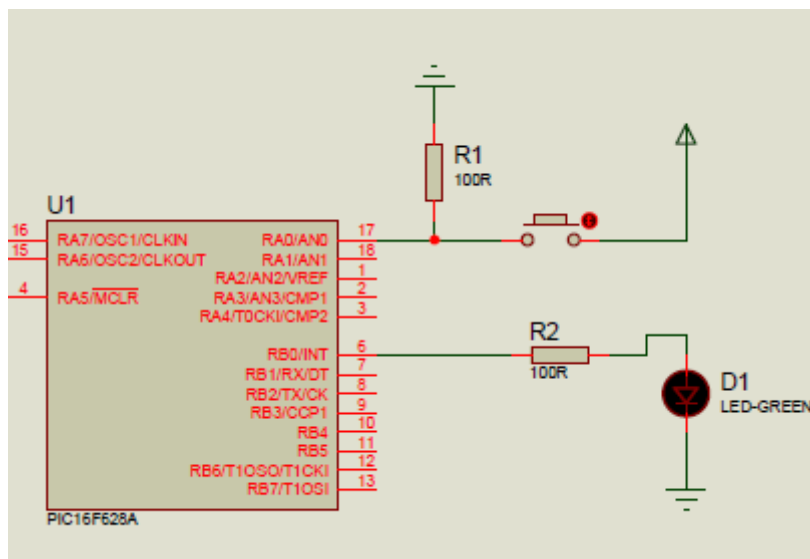 R1
100R
U1
16 RA7/OSC1/CLKIN RA0/AN0 17
15 RA6/OSC2/CLKOUT RA1/AN1 18
RA2/AN2/VREF 1
4 RA5/MCLR RA3/AN3/CMP1 2
RA4/T0CKI/CMP2 3
R2
100R
RB0/INT 6
RB1/RX/DT 7
RB2/TX/CK 8
RB3/CCP1 9
RB4 10
RB5 11
RB6/T1OSO/T1CKI 12
RB7/T1OSI 13
D1
LED-GREEN
PIC16F628A